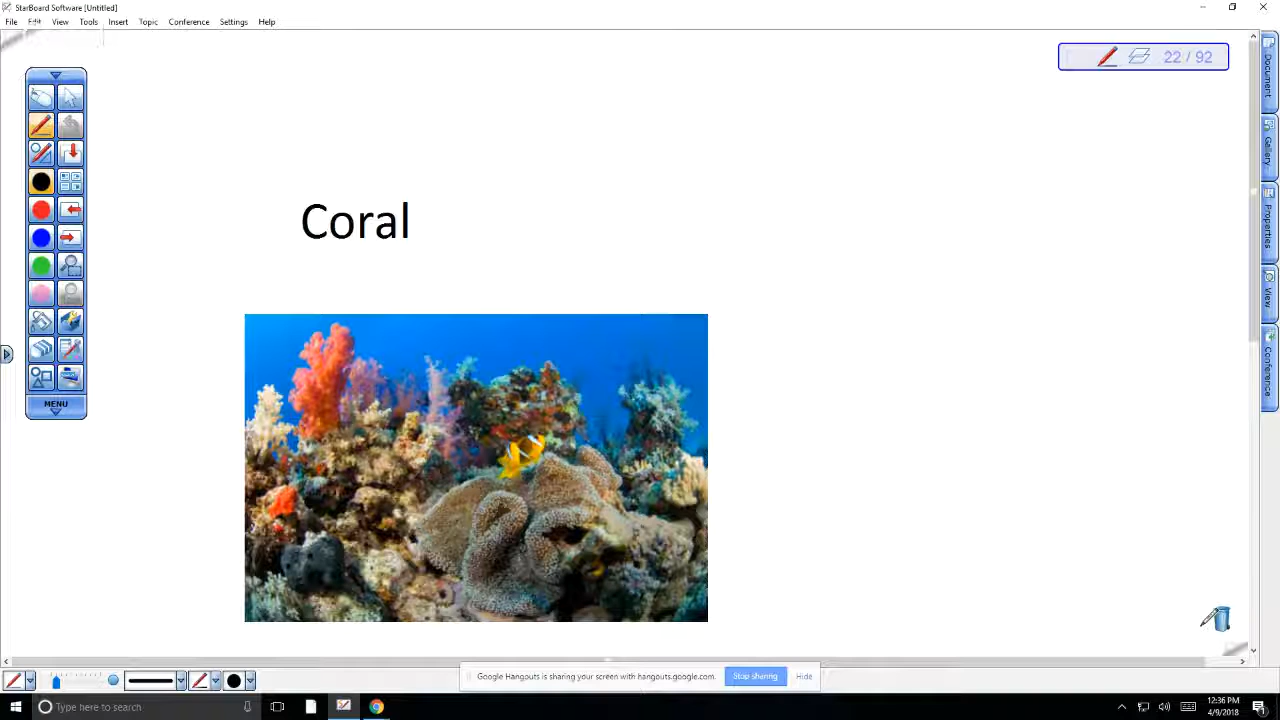 StarBoard Software [Untitled]
File Edit View Tools Insert Topic Conference Settings Help
22 / 92
Document
Gallery
Properties
View
Conference
Coral
MENU
Google Hangouts is sharing your screen with hangouts.google.com.
Stop sharing
Hide
Type here to search
12:36 PM
4/9/2018
1